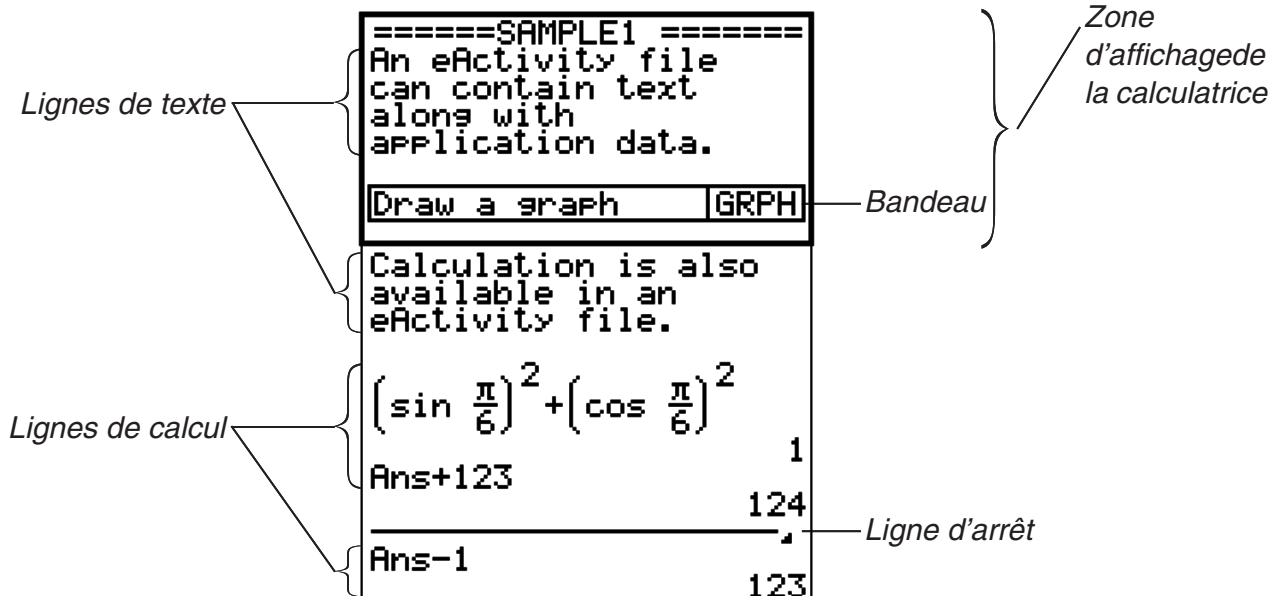 ======SAMPLE1 =======
An eActivity file
can contain text
along with
application data.
Draw a graph GRPH
Calculation is also
available in an
eActivity file.
(sin π/6)²+(cos π/6)²
1
Ans+123
124
Ans−1
123
Lignes de texte
Lignes de calcul
Zone
d'affichagede
la calculatrice
Bandeau
Ligne d'arrêt